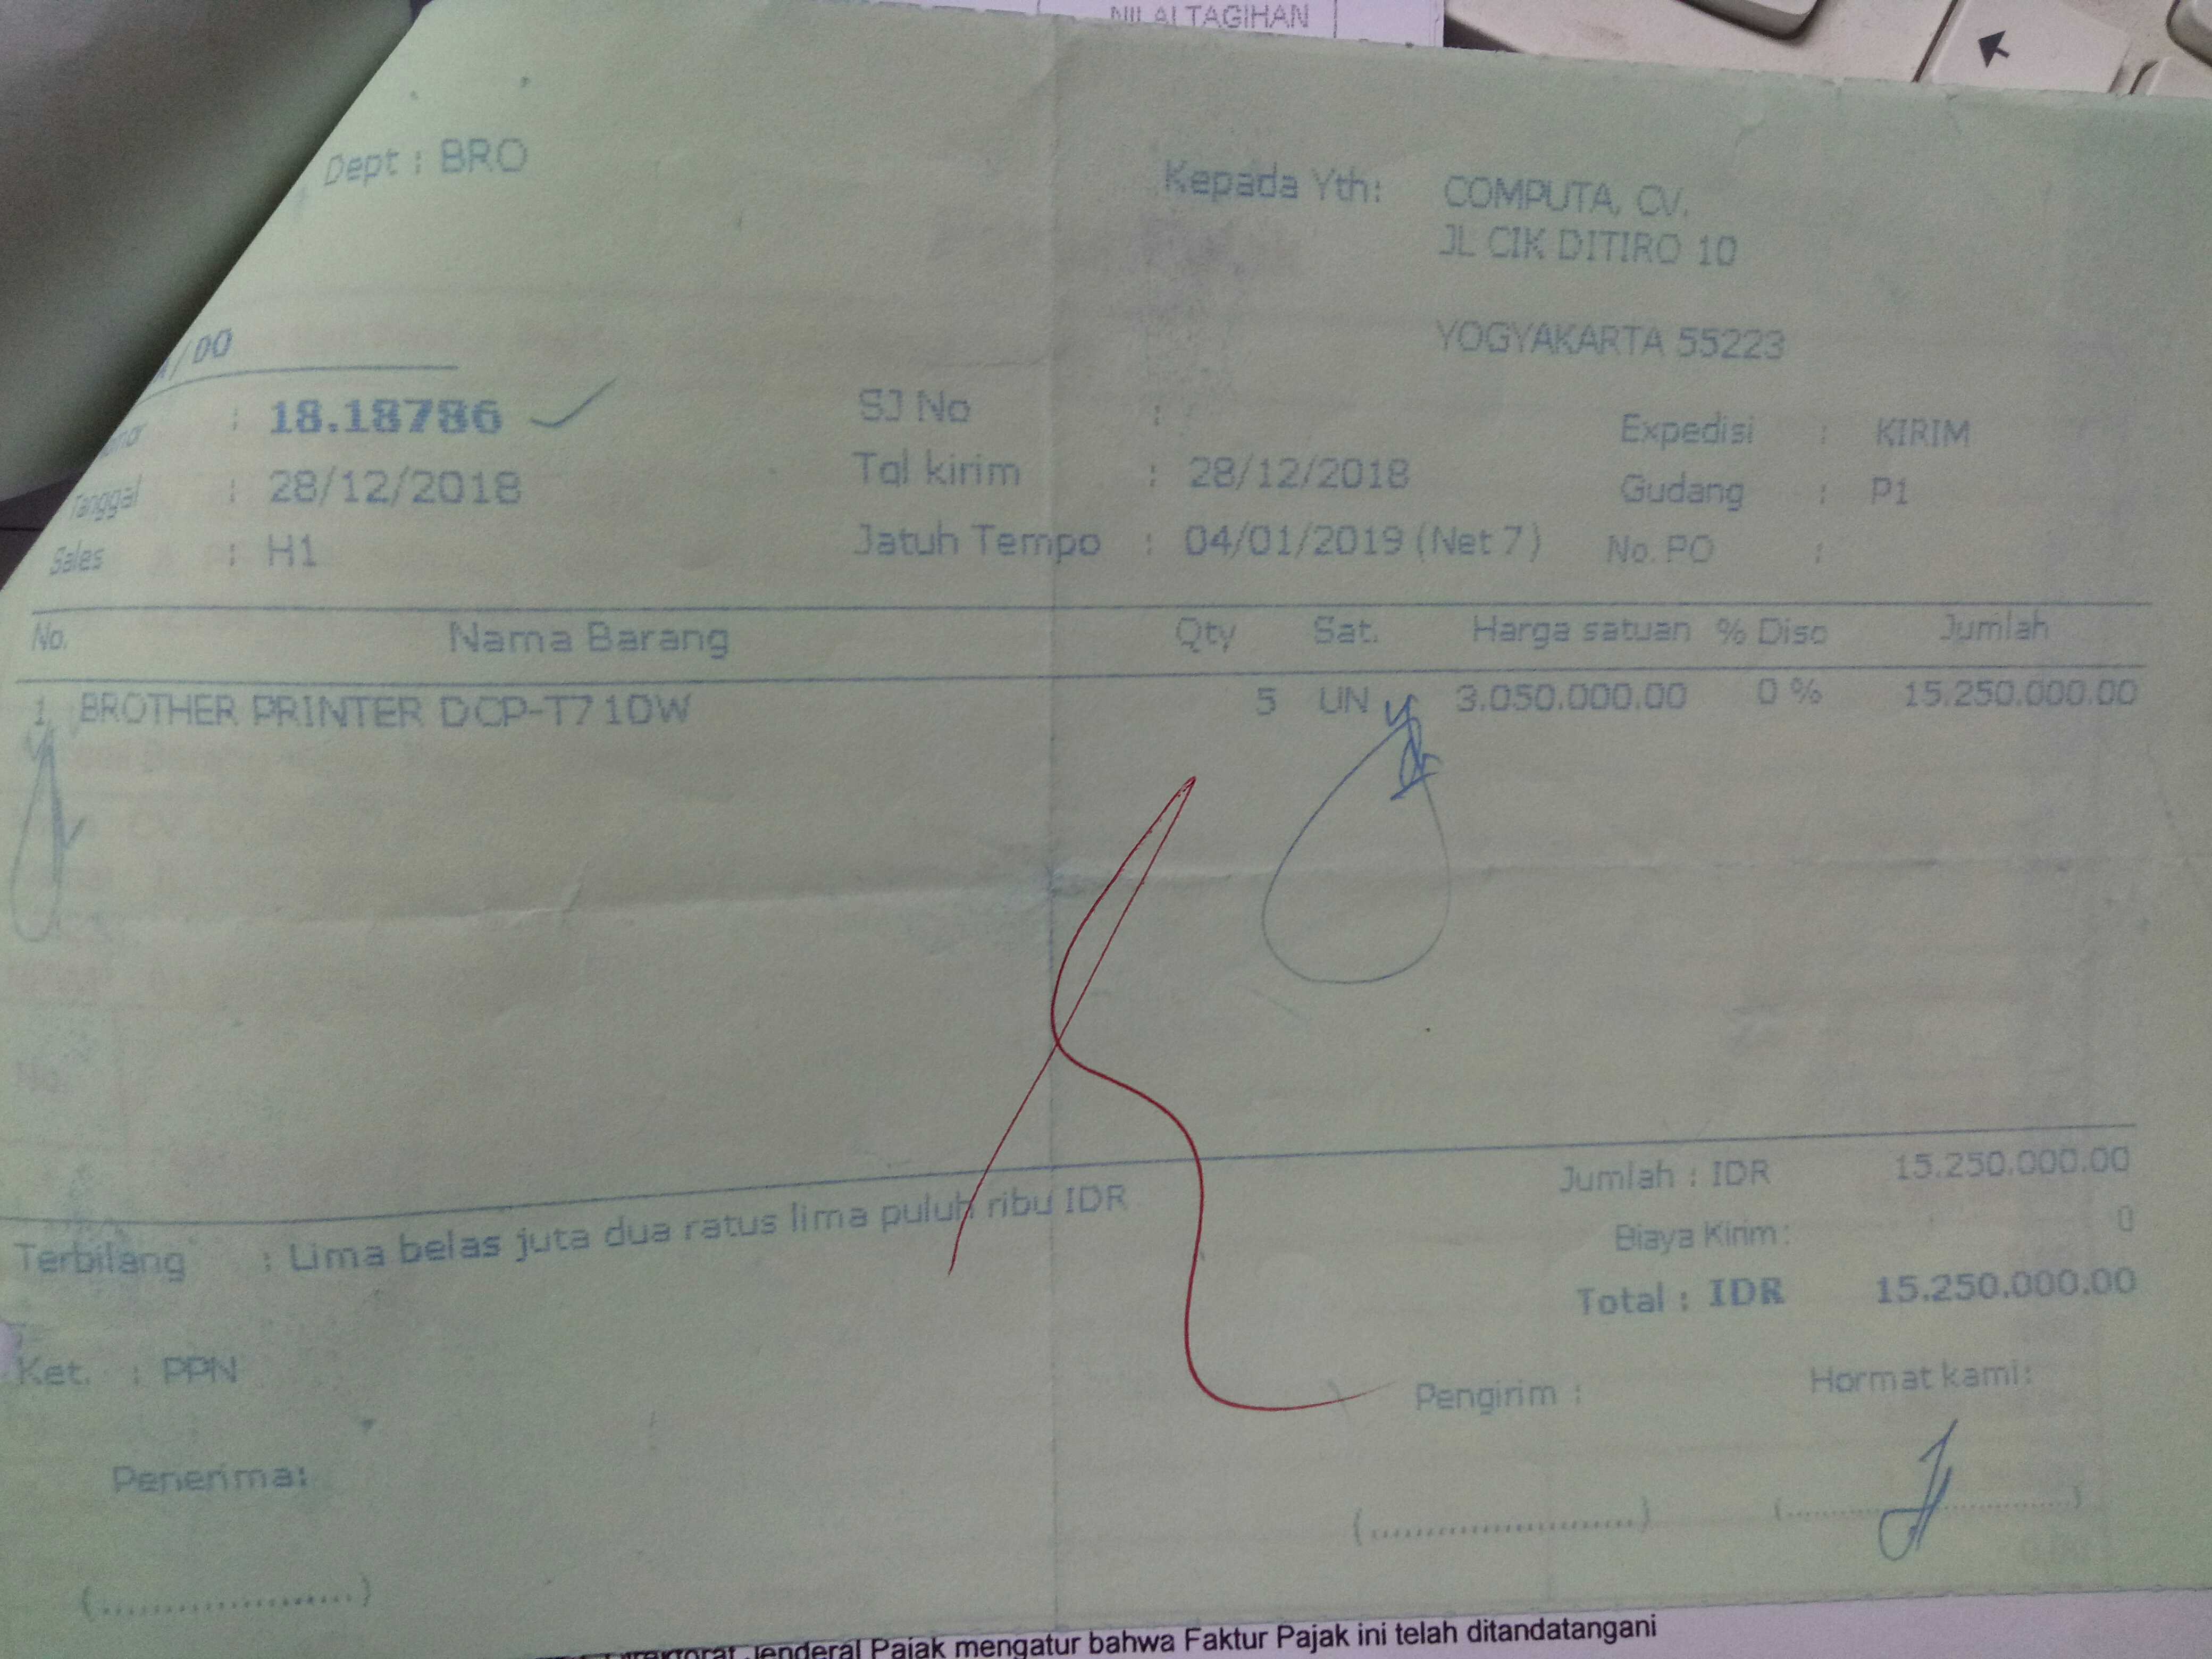 NILAI TAGIHAN
Dept : BRO
Kepada Yth: COMPUTA, CV.
JL CIK DITIRO 10
YOGYAKARTA 55223
/ DO
: 18.18786
SJ No :
Expedisi : KIRIM
Tanggal : 28/12/2018
Tgl kirim : 28/12/2018
Gudang : P1
Sales : H1
Jatuh Tempo : 04/01/2019 (Net 7)
No. PO :
No. Nama Barang Qty Sat. Harga satuan % Disc Jumlah
1 BROTHER PRINTER DCP-T710W 5 UN 3.050.000.00 0 % 15.250.000.00
Jumlah : IDR 15.250.000.00
Terbilang : Lima belas juta dua ratus lima puluh ribu IDR
Biaya Kirim: 0
Total : IDR 15.250.000.00
Ket. : PPN
Pengirim :
Hormat kami:
Penerima:
(........................)
(........................)
(........................)
Jenderal Pajak mengatur bahwa Faktur Pajak ini telah ditandatangani